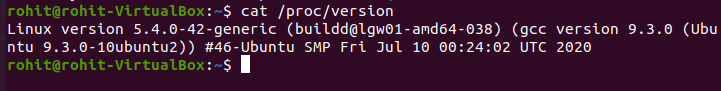 rohit@rohit-VirtualBox:~$ cat /proc/version
Linux version 5.4.0-42-generic (buildd@lgw01-amd64-038) (gcc version 9.3.0 (Ubu
ntu 9.3.0-10ubuntu2)) #46-Ubuntu SMP Fri Jul 10 00:24:02 UTC 2020
rohit@rohit-VirtualBox:~$